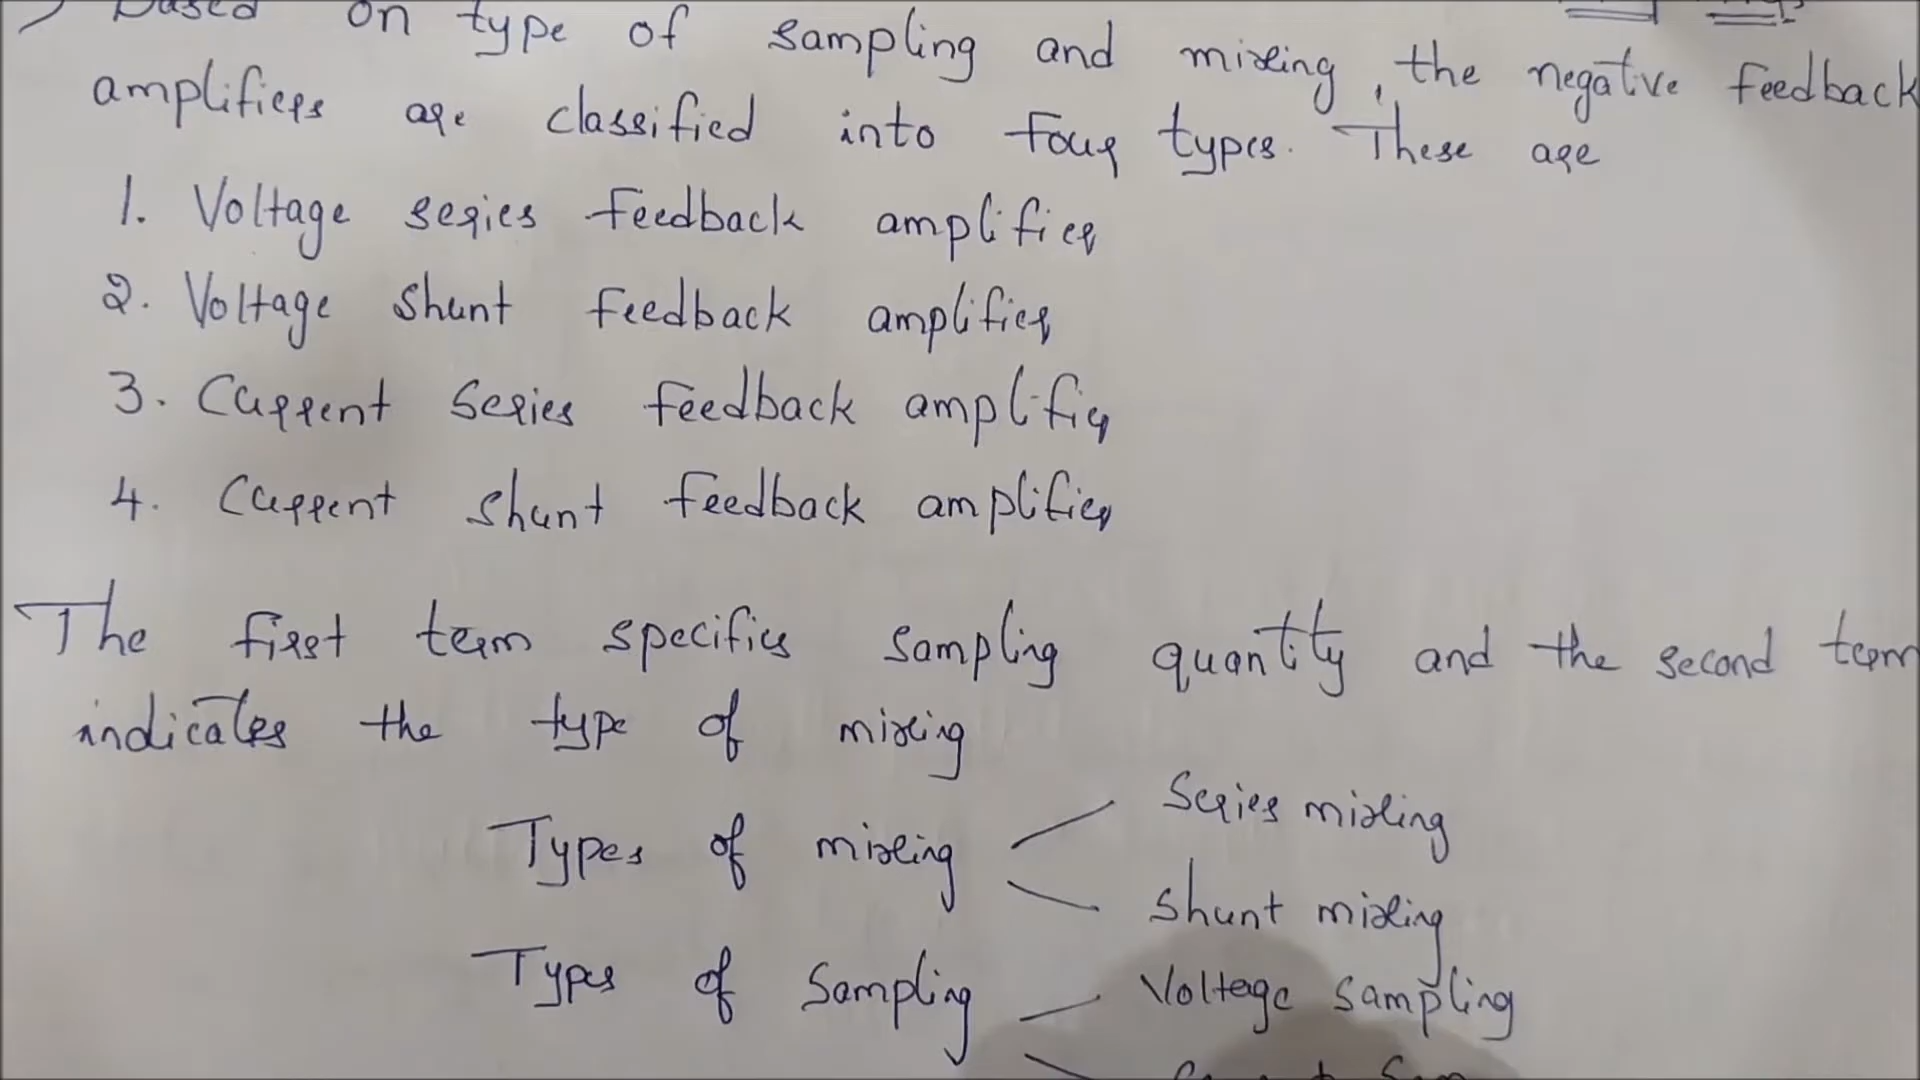 Based on type of sampling and mixing, the negative feedback
amplifiers are classified into four types. These are
1. Voltage series feedback amplifier
2. Voltage shunt feedback amplifier
3. Current series feedback amplifier
4. Current shunt feedback amplifier
The first term specifies sampling quantity and the second term
indicates the type of mixing
Types of mixing
Series mixing
Shunt mixing
Types of Sampling
Voltage sampling